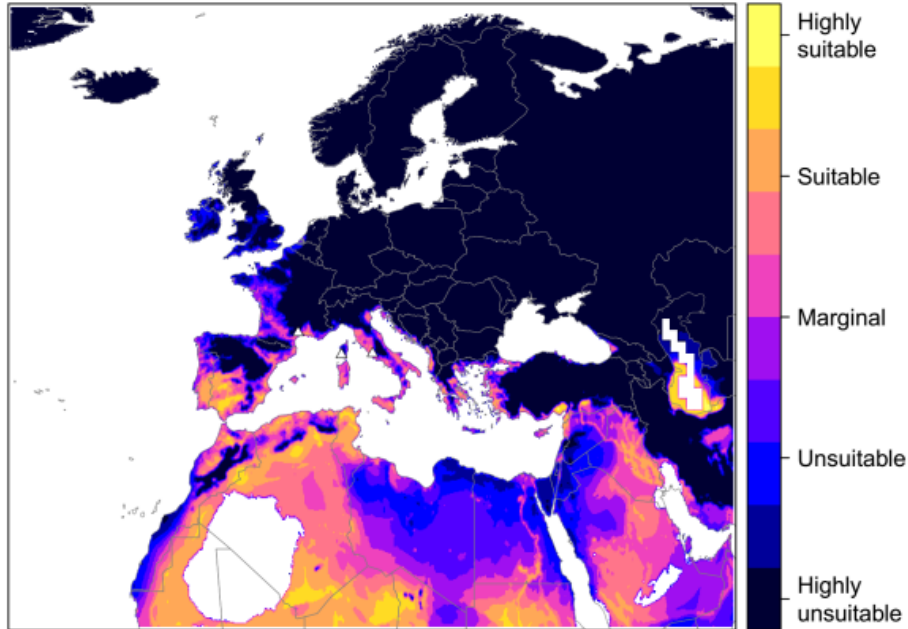 Highly
suitable
Suitable
Marginal
Unsuitable
Highly
unsuitable